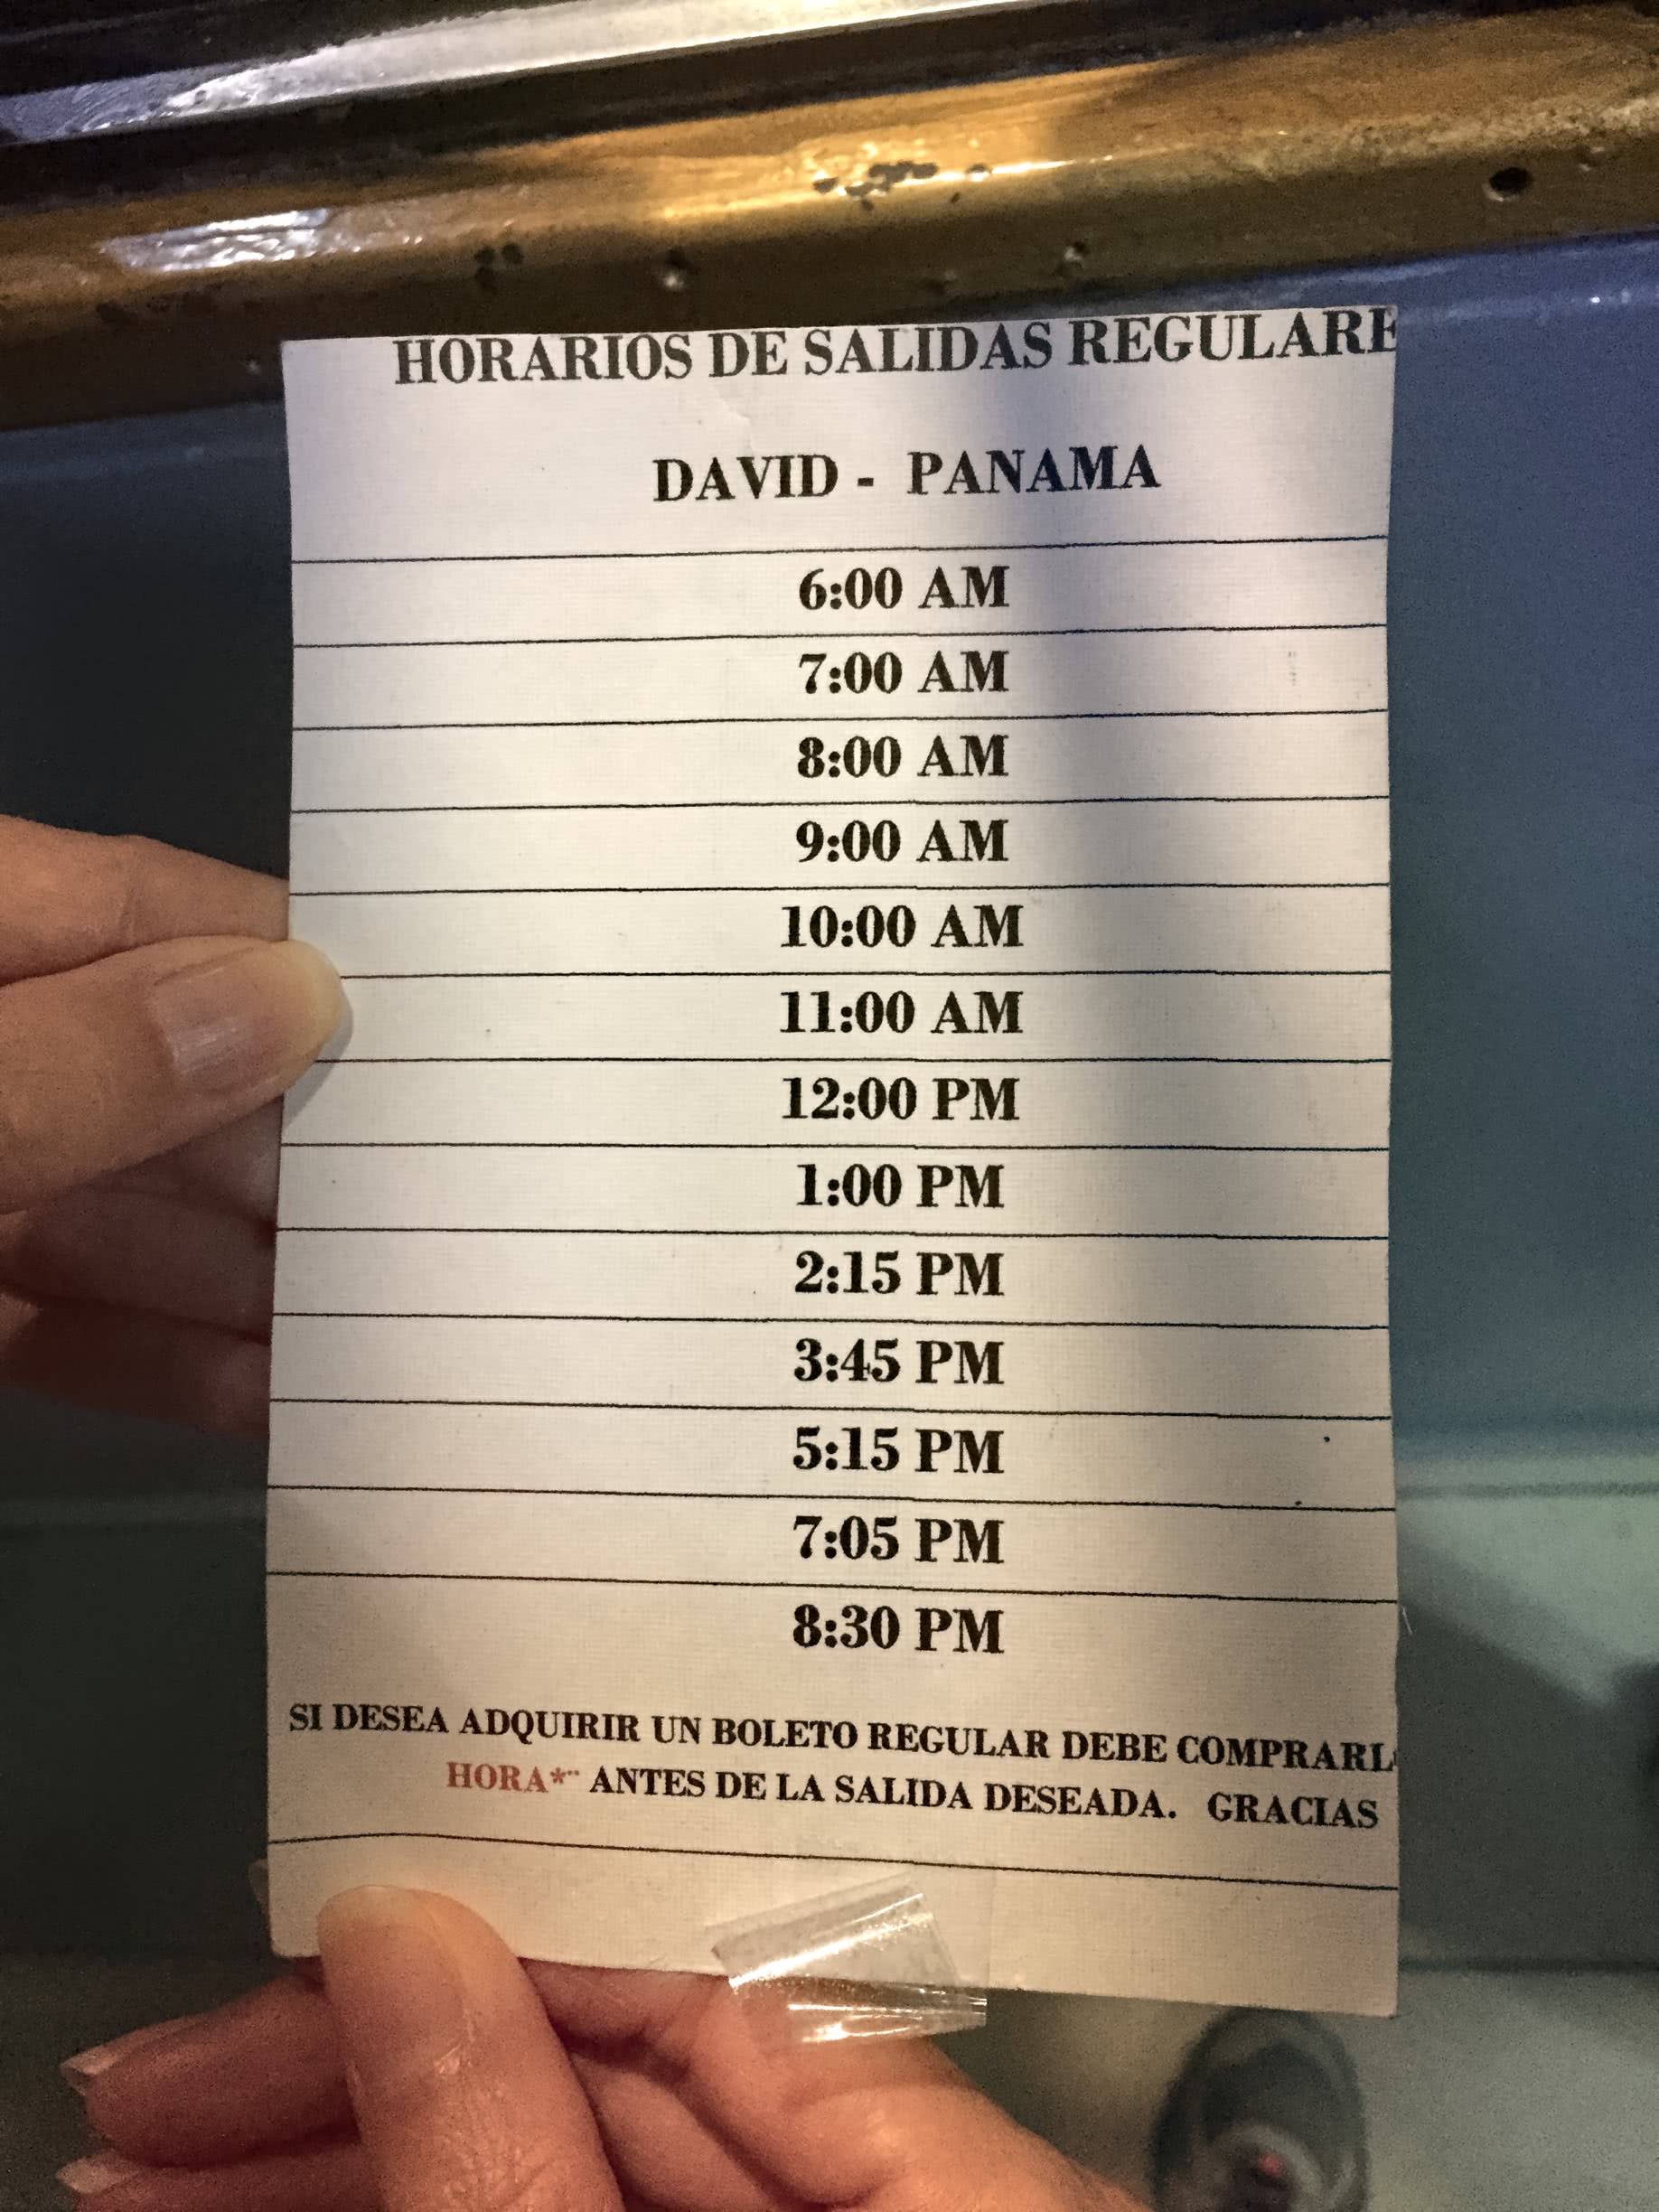 HORARIOS DE SALIDAS REGULARE
DAVID - PANAMA
6:00 AM
7:00 AM
8:00 AM
9:00 AM
10:00 AM
11:00 AM
12:00 PM
1:00 PM
2:15 PM
3:45 PM
5:15 PM
7:05 PM
8:30 PM
SI DESEA ADQUIRIR UN BOLETO REGULAR DEBE COMPRARL
HORA*¨ ANTES DE LA SALIDA DESEADA. GRACIAS